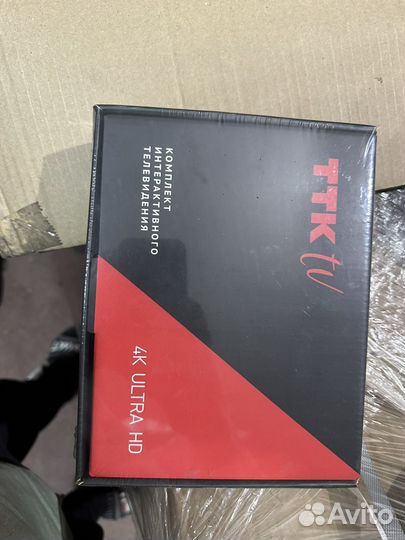 TTK tv
КОМПЛЕКТ
ИНТЕРАКТИВНОГО
ТЕЛЕВИДЕНИЯ
4K ULTRA HD
Avito